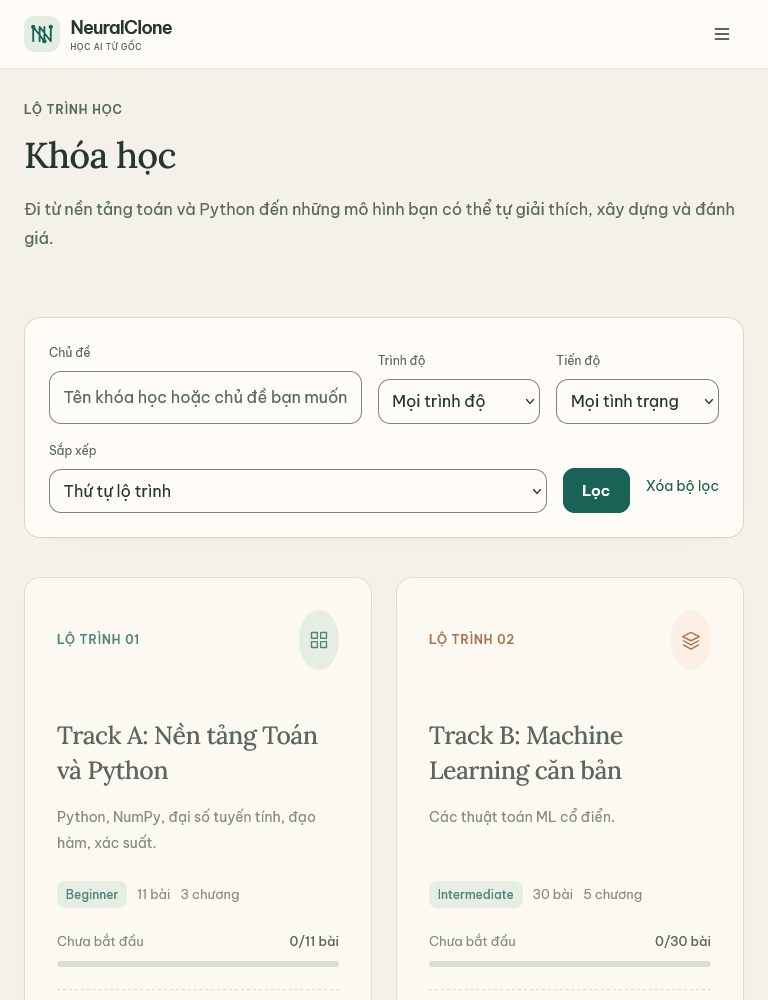 NeuralClone
HỌC AI TỪ GỐC
LỘ TRÌNH HỌC
Khóa học
Đi từ nền tảng toán và Python đến những mô hình bạn có thể tự giải thích, xây dựng và đánh
giá.
Chủ đề
Trình độ
Tiến độ
Tên khóa học hoặc chủ đề bạn muốn
Mọi trình độ
Mọi tình trạng
Sắp xếp
Thứ tự lộ trình
Lọc
Xóa bộ lọc
LỘ TRÌNH 01
Track A: Nền tảng Toán
và Python
Python, NumPy, đại số tuyến tính, đạo
hàm, xác suất.
Beginner 11 bài 3 chương
Chưa bắt đầu 0/11 bài
LỘ TRÌNH 02
Track B: Machine
Learning căn bản
Các thuật toán ML cổ điển.
Intermediate 30 bài 5 chương
Chưa bắt đầu 0/30 bài